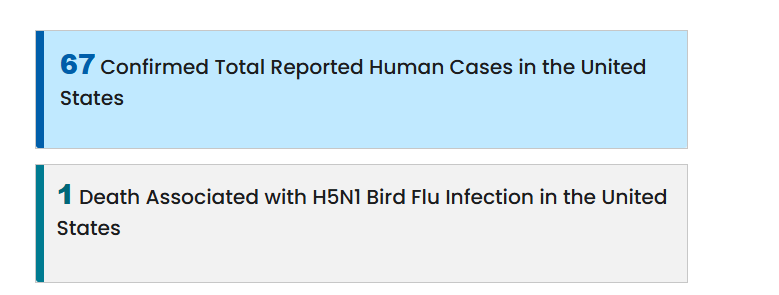 67 Confirmed Total Reported Human Cases in the United
States
1 Death Associated with H5N1 Bird Flu Infection in the United
States